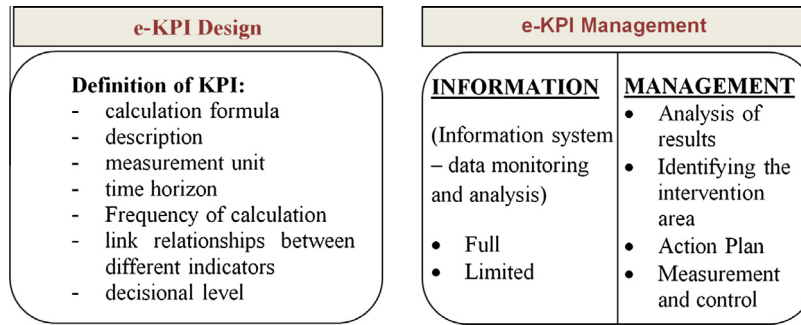 e-KPI Design
Definition of KPI:
- calculation formula
- description
- measurement unit
- time horizon
- Frequency of calculation
- link relationships between
different indicators
- decisional level
e-KPI Management
INFORMATION
(Information system
– data monitoring
and analysis)
• Full
• Limited
MANAGEMENT
• Analysis of
results
• Identifying the
intervention
area
• Action Plan
• Measurement
and control